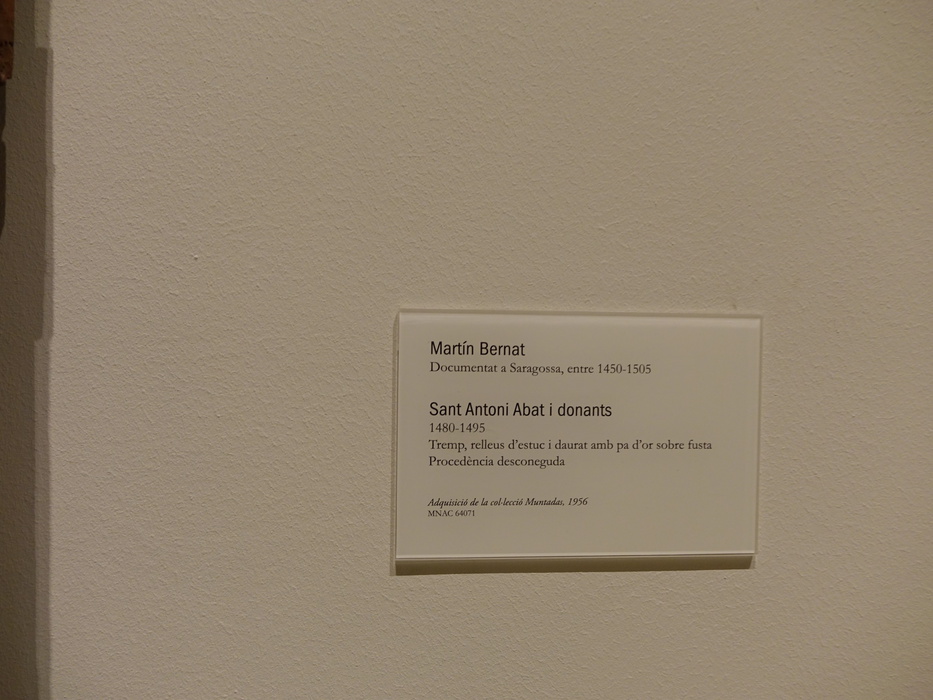 Martín Bernat
Documentat a Saragossa, entre 1450-1505
Sant Antoni Abat i donants
1480-1495
Tremp, relleus d'estuc i daurat amb pa d'or sobre fusta
Procedència desconeguda
Adquisició de la col·lecció Muntadas, 1956
MNAC 64071